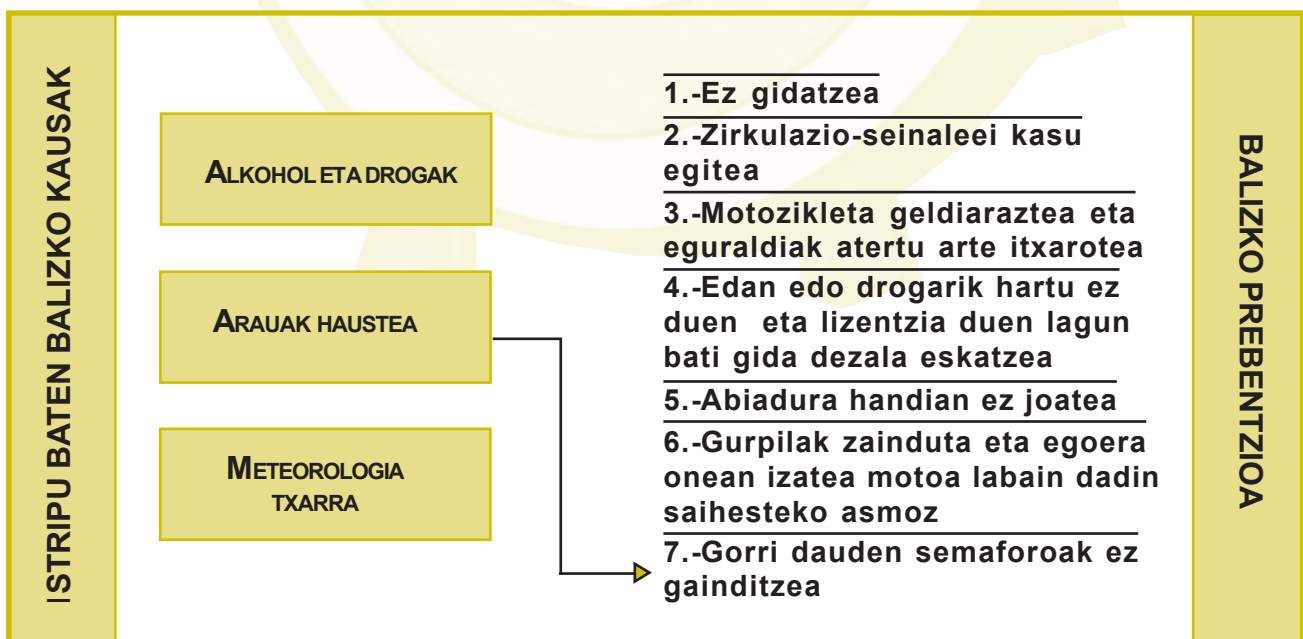 ISTRIPU BATEN BALIZKO KAUSAK
ALKOHOL ETA DROGAK
ARAUAK HAUSTEA
METEOROLOGIA
TXARRA
1.-Ez gidatzea
2.-Zirkulazio-seinaleei kasu
egitea
3.-Motozikleta geldiaraztea eta
eguraldiak atertu arte itxarotea
4.-Edan edo drogarik hartu ez
duen eta lizentzia duen lagun
bati gida dezala eskatzea
5.-Abiadura handian ez joatea
6.-Gurpilak zainduta eta egoera
onean izatea motoa labain dadin
saihesteko asmoz
7.-Gorri dauden semaforoak ez
gainditzea
BALIZKO PREBENTZIOA